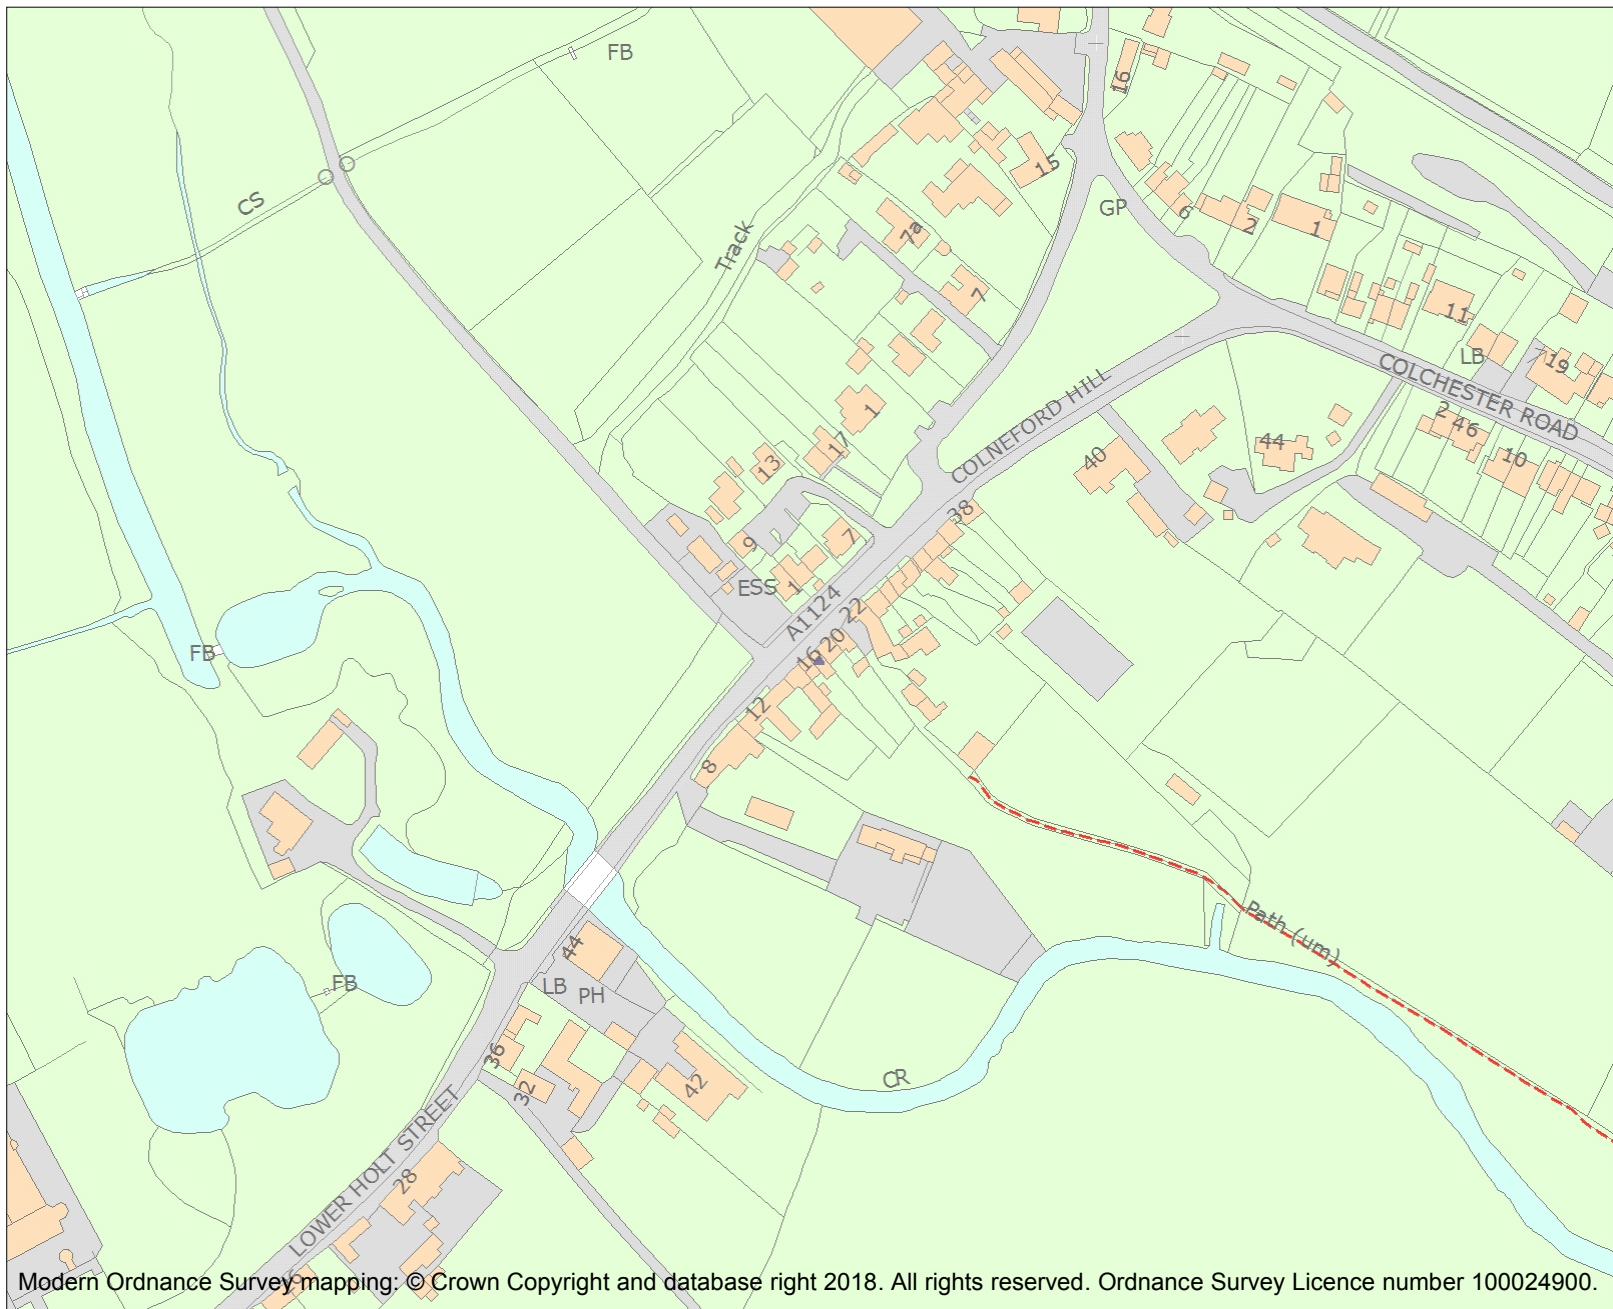 FB
16
CS
15
GP
6
2
1
Track
7a
7
11
LB
19
COLCHESTER ROAD
1
COLNEFORD HILL
2
46
17
13
44
40
10
38
9
7
ESS
1
A1124
22
20
16
FB
12
8
Path (um)
44
FB
LB
PH
36
32
CR
42
LOWER HOLT STREET
28
Modern Ordnance Survey mapping: © Crown Copyright and database right 2018. All rights reserved. Ordnance Survey Licence number 100024900.